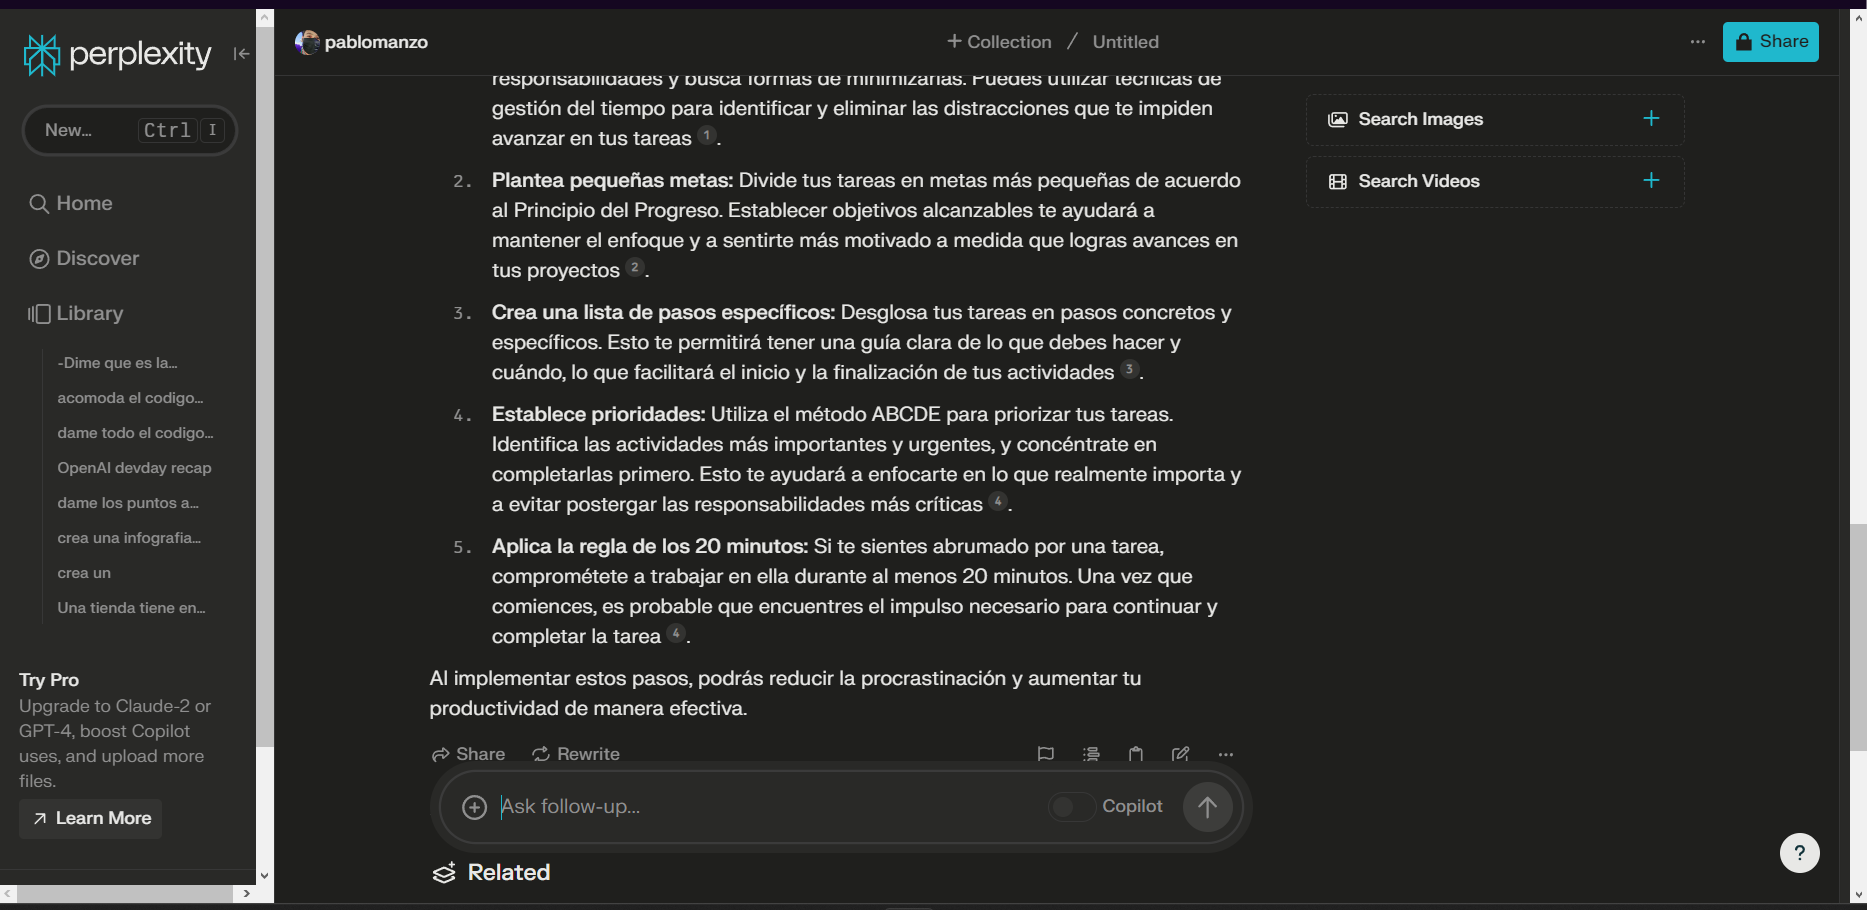 perplexity
New... Ctrl I
Home
Discover
Library
-Dime que es la...
acomoda el codigo...
dame todo el codigo...
OpenAI devday recap
dame los puntos a...
crea una infografia...
crea un
Una tienda tiene en...
Try Pro
Upgrade to Claude-2 or
GPT-4, boost Copilot
uses, and upload more
files.
Learn More
pablomanzo
+ Collection / Untitled
... Share
responsabilidades y busca formas de minimizarlas. Puedes utilizar técnicas de
gestión del tiempo para identificar y eliminar las distracciones que te impiden
avanzar en tus tareas 1.
2. Plantea pequeñas metas: Divide tus tareas en metas más pequeñas de acuerdo
al Principio del Progreso. Establecer objetivos alcanzables te ayudará a
mantener el enfoque y a sentirte más motivado a medida que logras avances en
tus proyectos 2.
3. Crea una lista de pasos específicos: Desglosa tus tareas en pasos concretos y
específicos. Esto te permitirá tener una guía clara de lo que debes hacer y
cuándo, lo que facilitará el inicio y la finalización de tus actividades 3.
4. Establece prioridades: Utiliza el método ABCDE para priorizar tus tareas.
Identifica las actividades más importantes y urgentes, y concéntrate en
completarlas primero. Esto te ayudará a enfocarte en lo que realmente importa y
a evitar postergar las responsabilidades más críticas 4.
5. Aplica la regla de los 20 minutos: Si te sientes abrumado por una tarea,
comprométete a trabajar en ella durante al menos 20 minutos. Una vez que
comiences, es probable que encuentres el impulso necesario para continuar y
completar la tarea 4.
Al implementar estos pasos, podrás reducir la procrastinación y aumentar tu
productividad de manera efectiva.
Share Rewrite
Ask follow-up...
Copilot
Related
Search Images +
Search Videos +
?